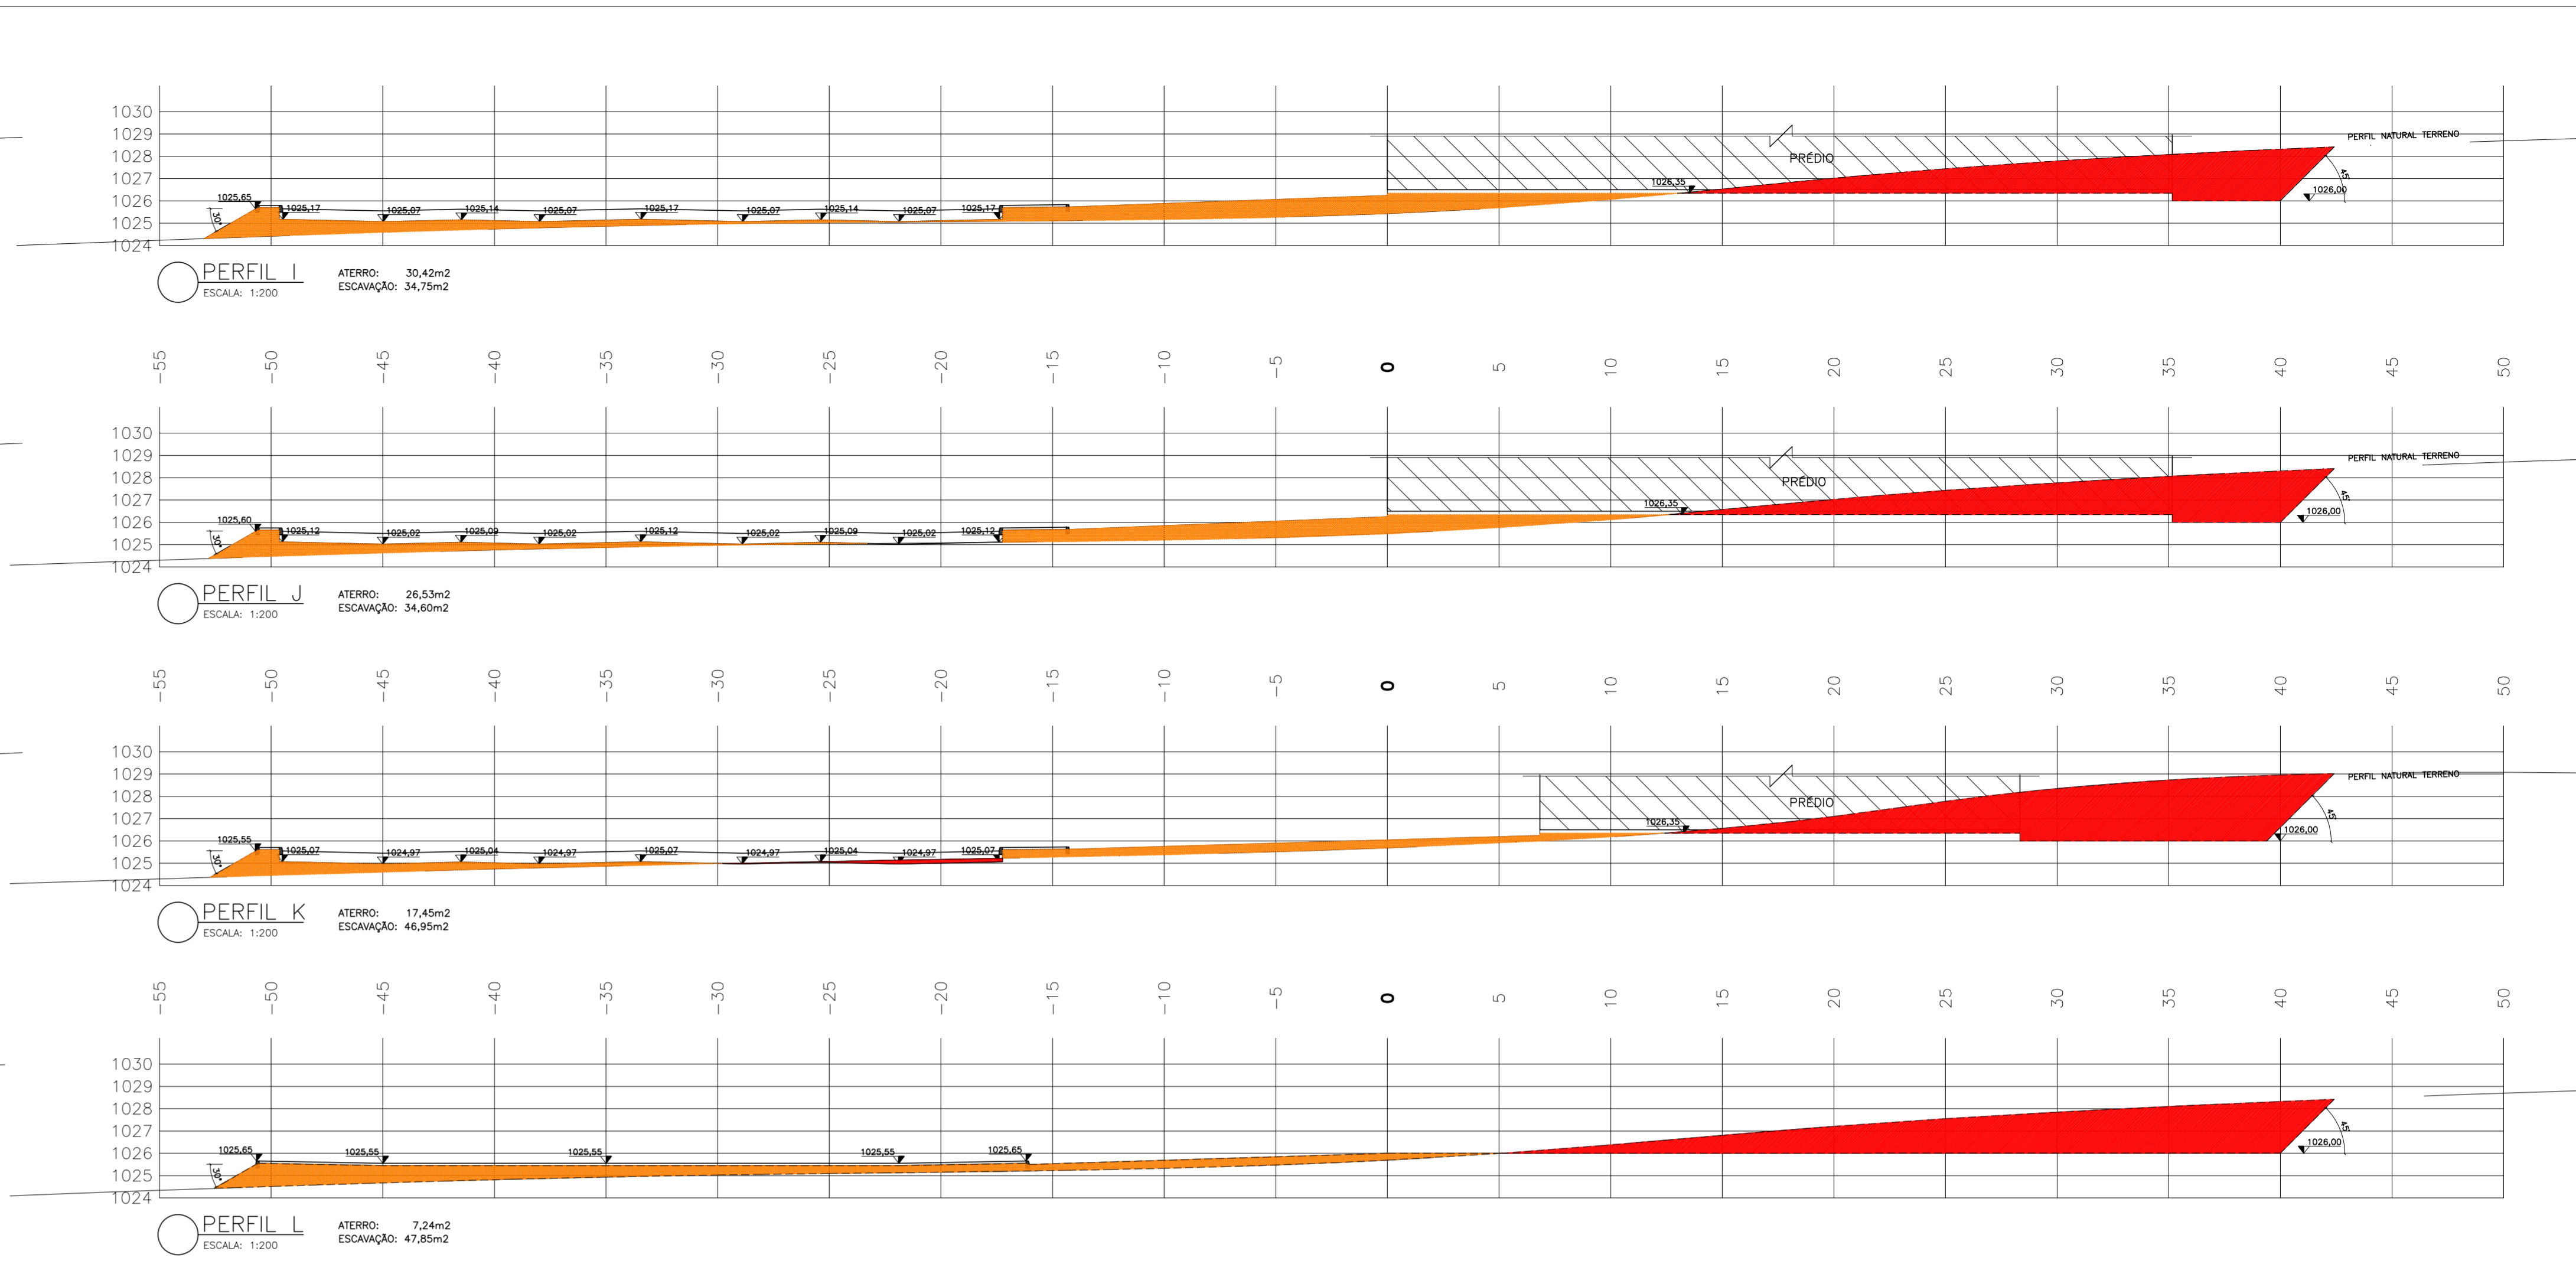 1030
1029
1028
1027
1026
1025
1024
PERFIL NATURAL TERRENO
PRÉDIO
1026,35
45°
1026,00
1025,65
30°
1025,17 1025,07 1025,14 1025,07 1025,17 1025,07 1025,14 1025,07 1025,17
PERFIL I
ESCALA: 1:200
ATERRO: 30,42m2
ESCAVAÇÃO: 34,75m2
-55 -50 -45 -40 -35 -30 -25 -20 -15 -10 -5 0 5 10 15 20 25 30 35 40 45 50
1030
1029
1028
1027
1026
1025
1024
PERFIL NATURAL TERRENO
PRÉDIO
1026,35
45°
1026,00
1025,60
30°
1025,12 1025,02 1025,09 1025,02 1025,12 1025,02 1025,09 1025,02 1025,12
PERFIL J
ESCALA: 1:200
ATERRO: 26,53m2
ESCAVAÇÃO: 34,60m2
-55 -50 -45 -40 -35 -30 -25 -20 -15 -10 -5 0 5 10 15 20 25 30 35 40 45 50
1030
1029
1028
1027
1026
1025
1024
PERFIL NATURAL TERRENO
PRÉDIO
1026,35
45°
1026,00
1025,55
30°
1025,07 1024,97 1025,04 1024,97 1025,07 1024,97 1025,04 1024,97 1025,07
PERFIL K
ESCALA: 1:200
ATERRO: 17,45m2
ESCAVAÇÃO: 46,95m2
-55 -50 -45 -40 -35 -30 -25 -20 -15 -10 -5 0 5 10 15 20 25 30 35 40 45 50
1030
1029
1028
1027
1026
1025
1024
45°
1026,00
1025,65 1025,55 1025,55 1025,55 1025,65
30°
PERFIL L
ESCALA: 1:200
ATERRO: 7,24m2
ESCAVAÇÃO: 47,85m2